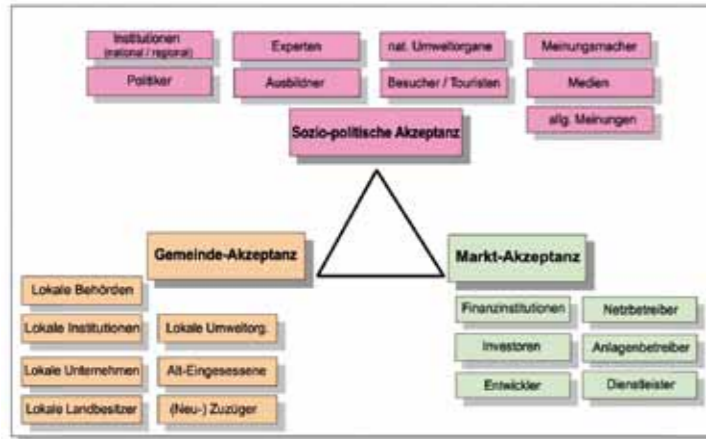 Institutionen
(national / regional)
Experten
nat. Umweltorgane
Meinungsmacher
Politiker
Ausbildner
Besucher / Touristen
Medien
allg. Meinungen
Sozio-politische Akzeptanz
Gemeinde-Akzeptanz
Markt-Akzeptanz
Lokale Behörden
Lokale Institutionen
Lokale Umweltorg.
Lokale Unternehmen
Alt-Eingesessene
Lokale Landbesitzer
(Neu-) Zuzüger
Finanzinstitutionen
Netzbetreiber
Investoren
Anlagenbetreiber
Entwickler
Dienstleister